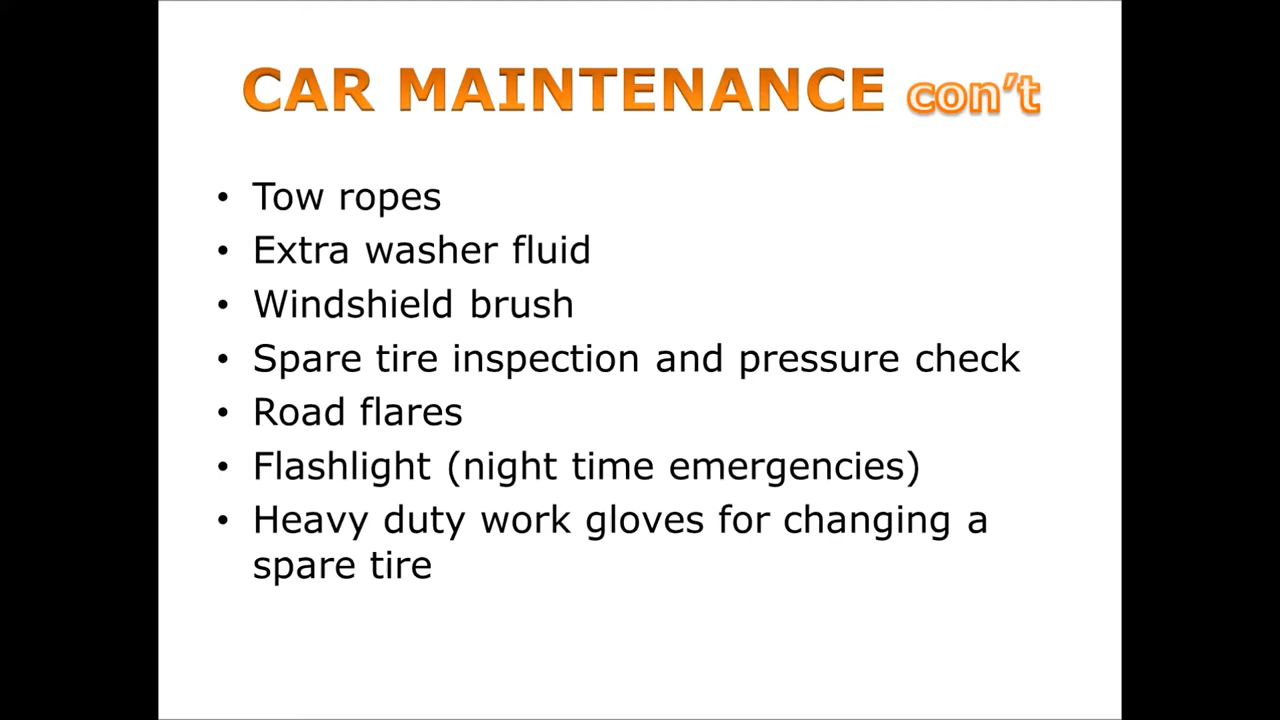 CAR MAINTENANCE con't
• Tow ropes
• Extra washer fluid
• Windshield brush
• Spare tire inspection and pressure check
• Road flares
• Flashlight (night time emergencies)
• Heavy duty work gloves for changing a
spare tire